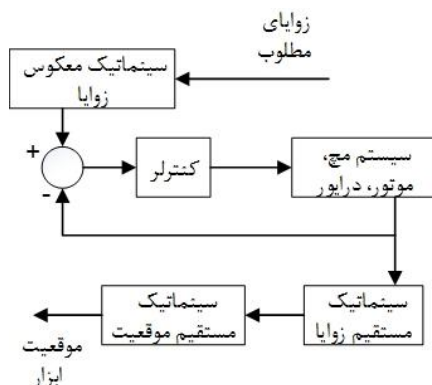 زوایای
مطلوب
سینماتیک معکوس
زوایا
+
-
کنترلر
سیستم مچ،
موتور، درایور
سینماتیک
مستقیم زوایا
سینماتیک
مستقیم موقعیت
موقعیت
ابزار